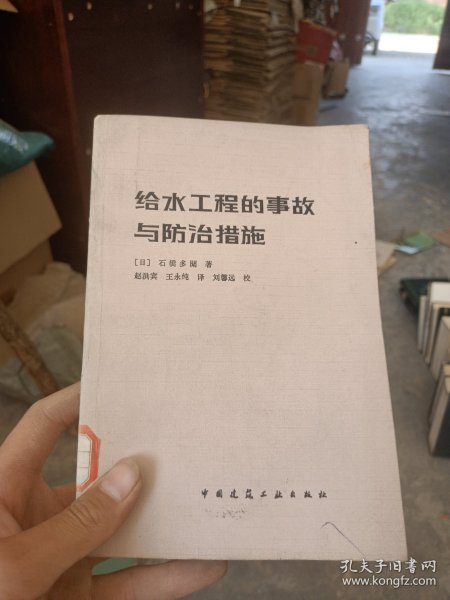 给水工程的事故
与防治措施
[日] 石侯多闻 著
赵洪宾 王永纯 译 刘馨远 校
中国建筑工业出版社
孔夫子旧书网
www.kongfz.com